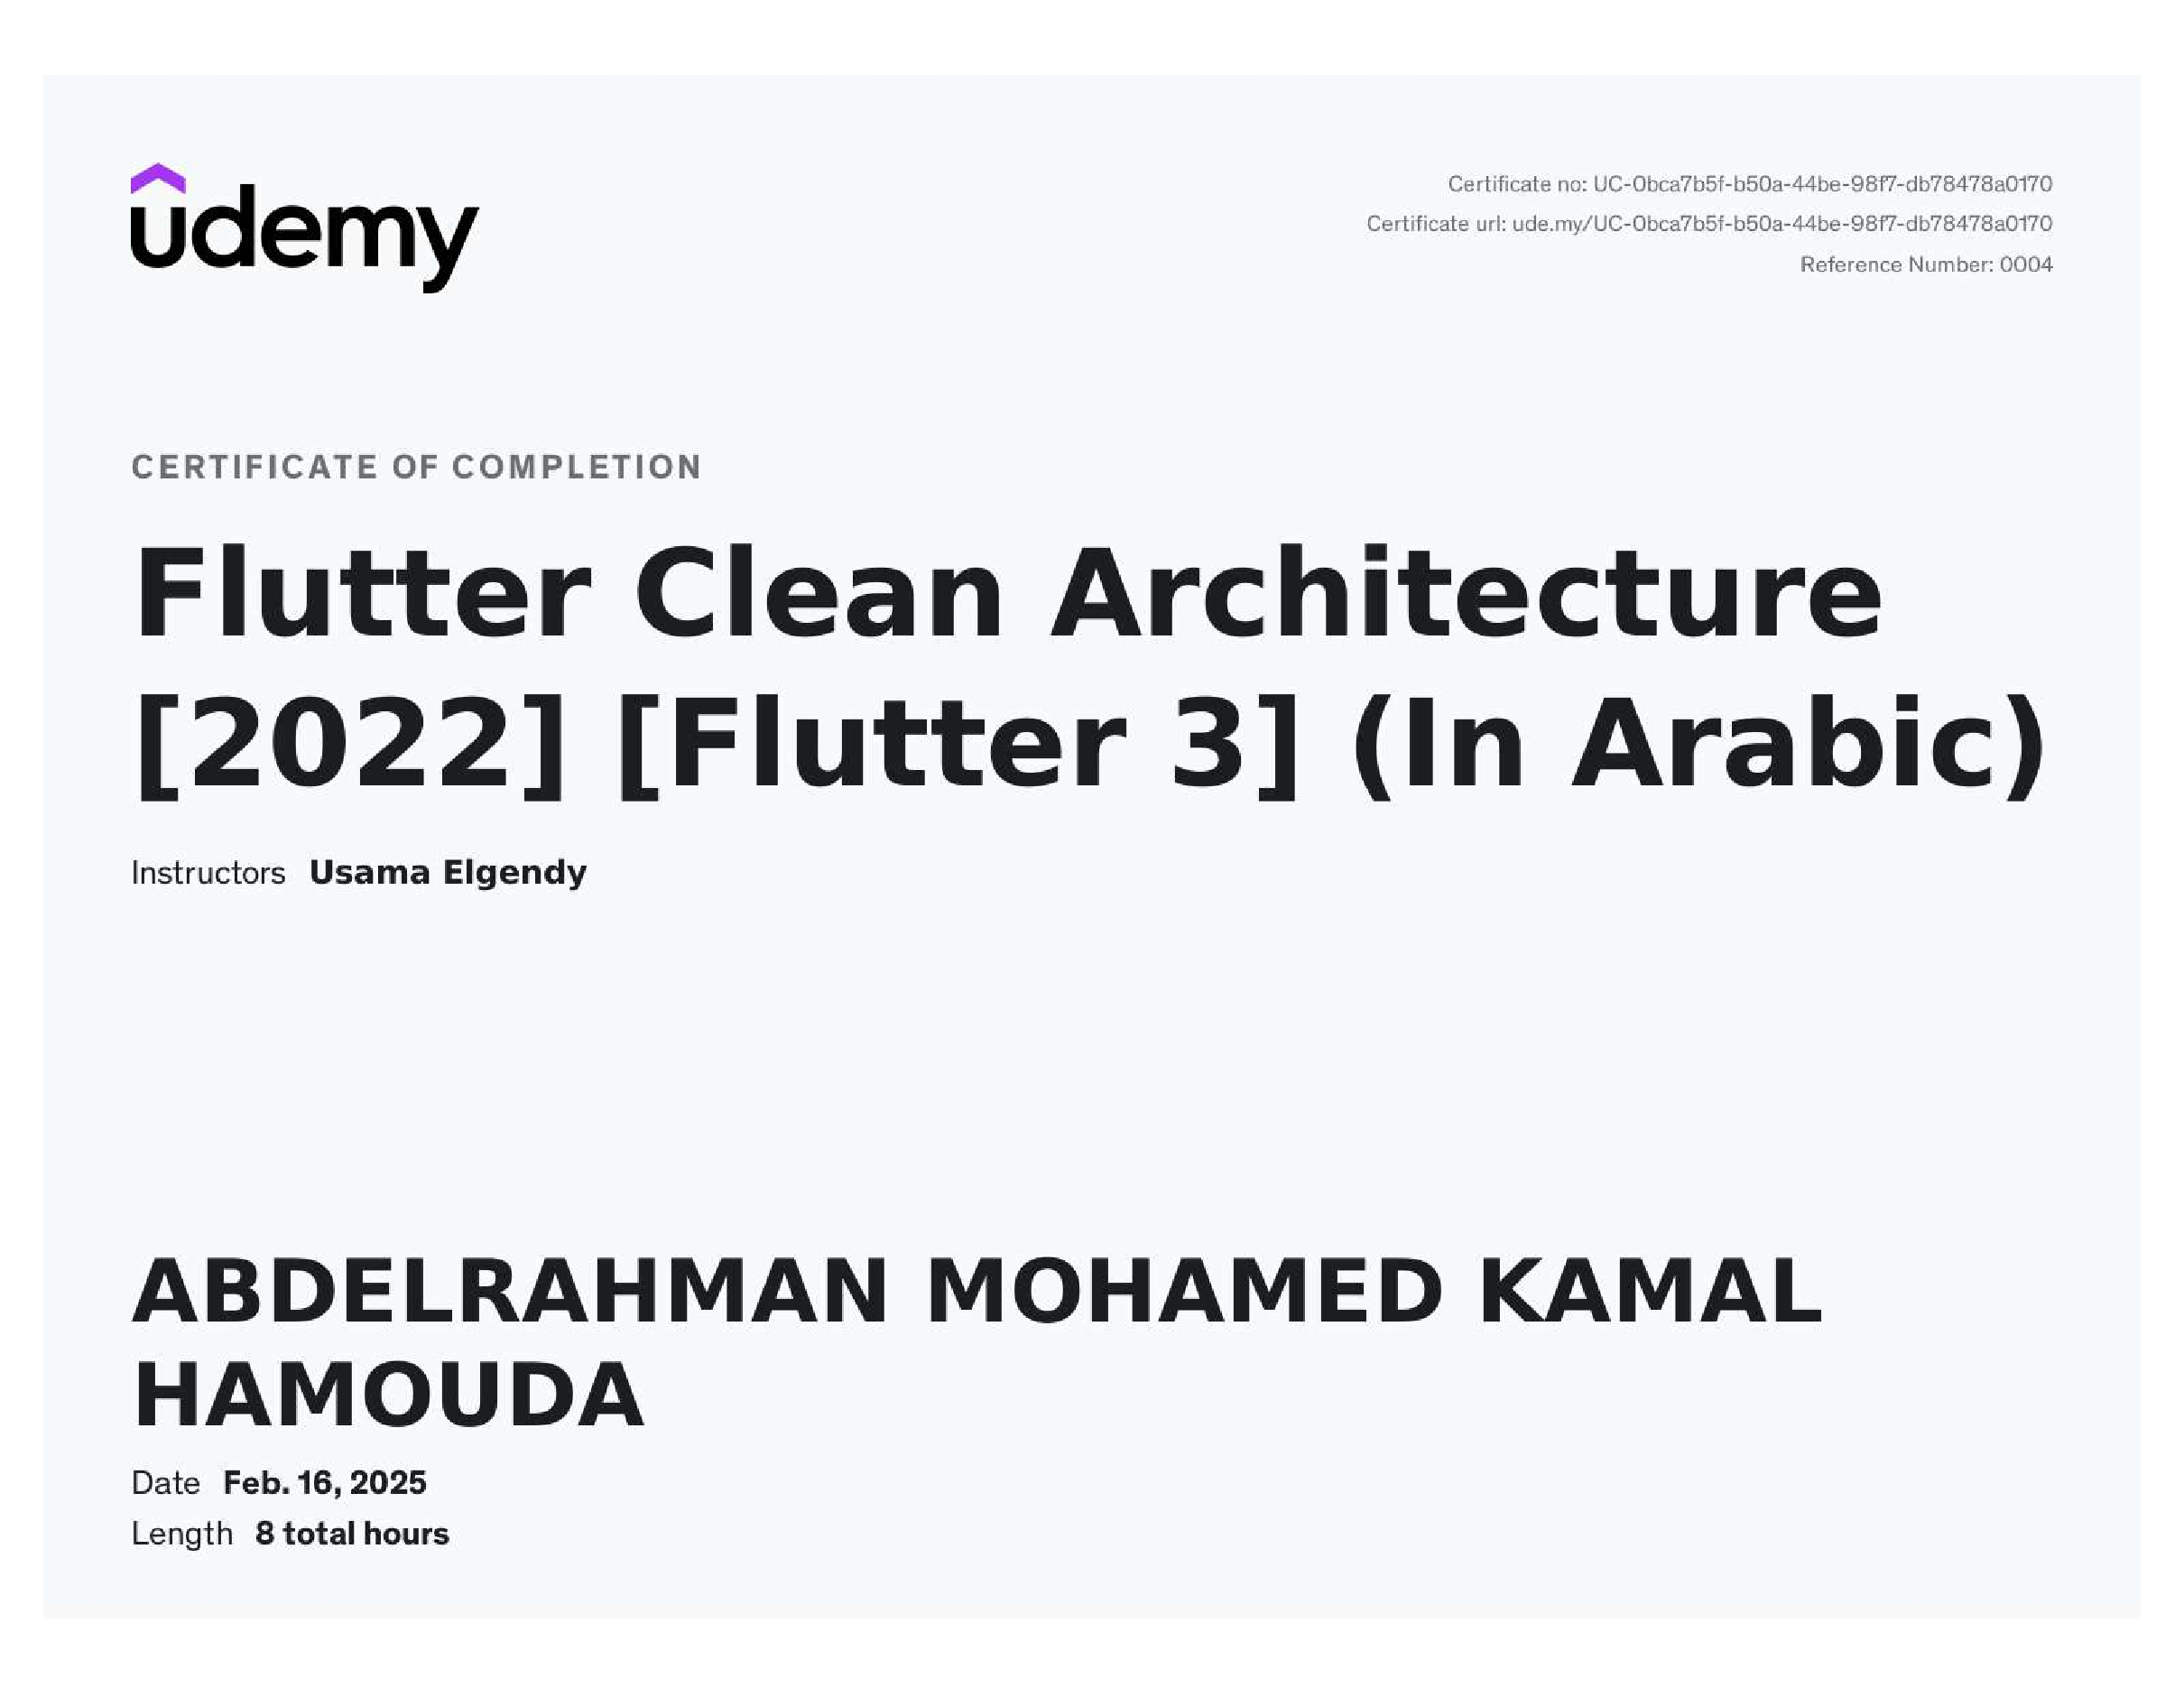 udemy
Certificate no: UC-0bca7b5f-b50a-44be-98f7-db78478a0170
Certificate url: ude.my/UC-0bca7b5f-b50a-44be-98f7-db78478a0170
Reference Number: 0004
CERTIFICATE OF COMPLETION
Flutter Clean Architecture
[2022] [Flutter 3] (In Arabic)
Instructors Usama Elgendy
ABDELRAHMAN MOHAMED KAMAL
HAMOUDA
Date Feb. 16, 2025
Length 8 total hours